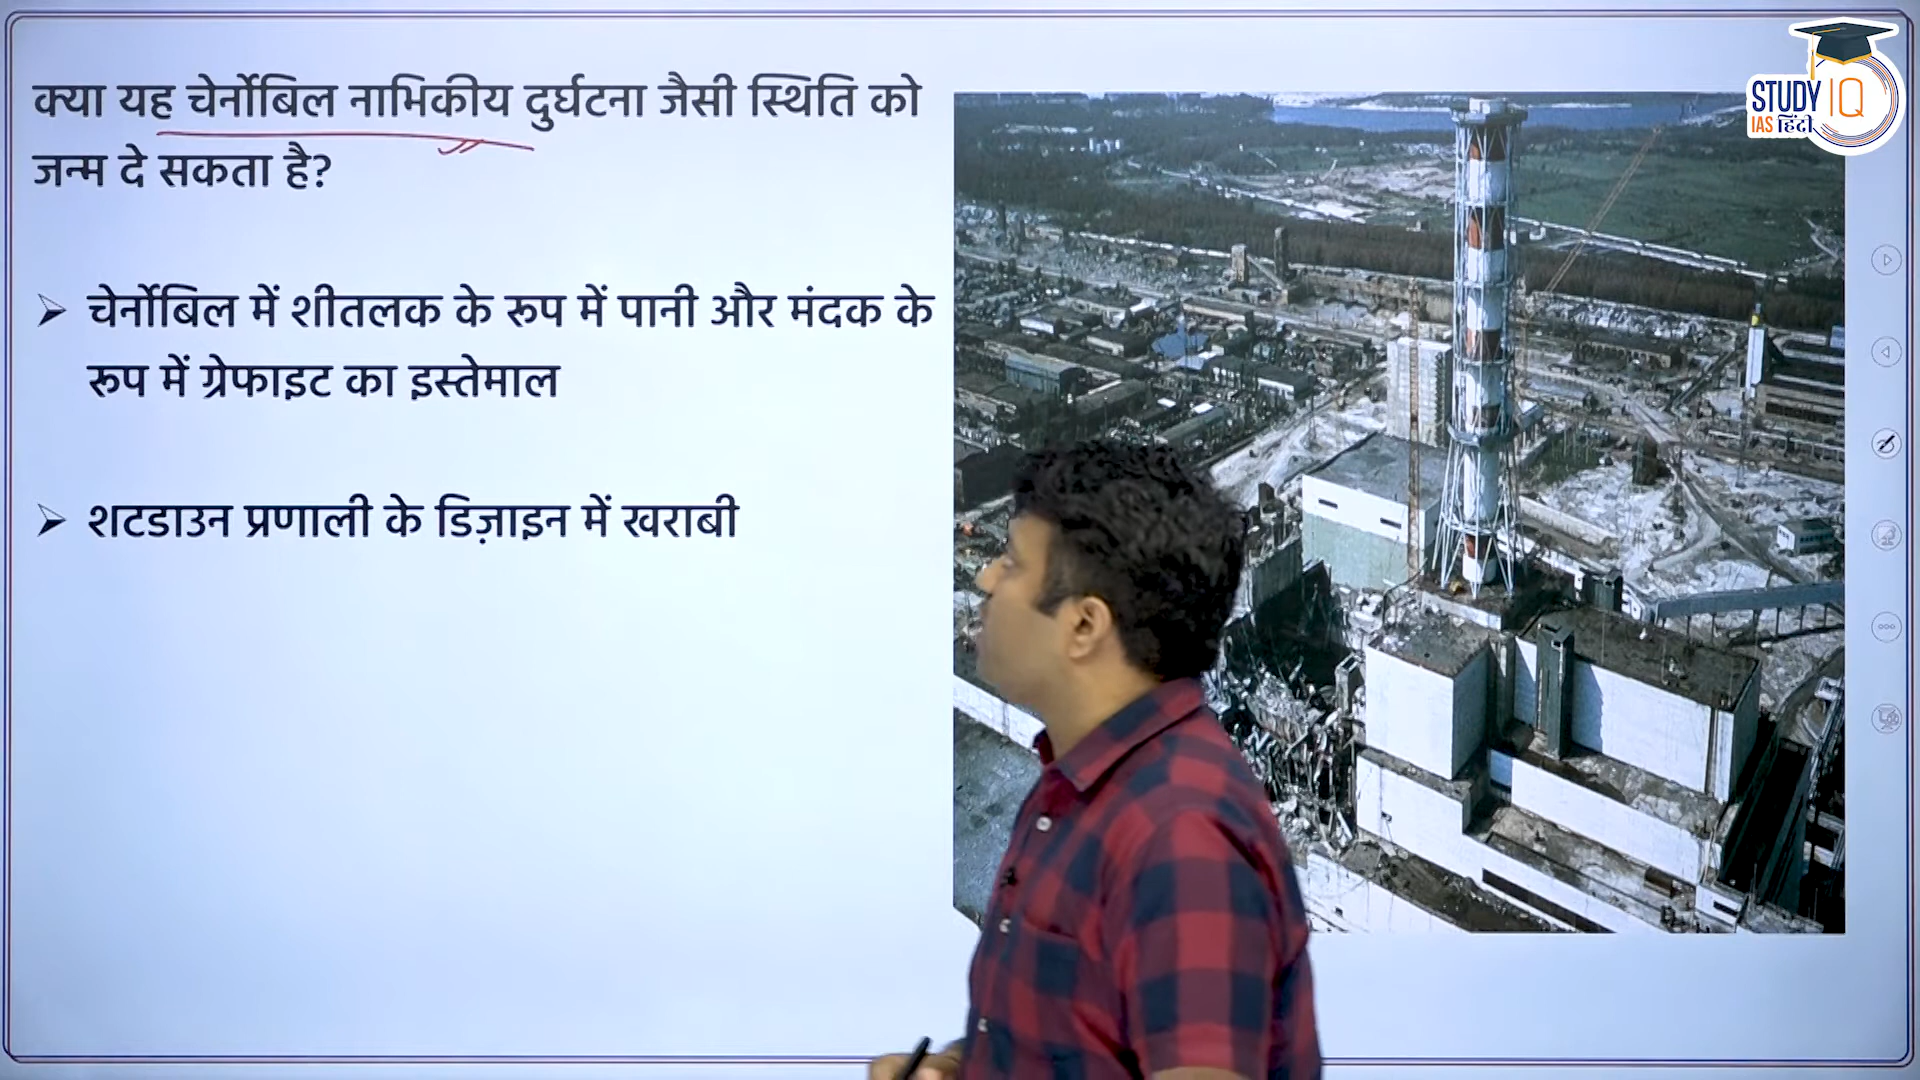 क्या यह चेर्नोबिल नाभिकीय दुर्घटना जैसी स्थिति को
जन्म दे सकता है?
चेर्नोबिल में शीतलक के रूप में पानी और मंदक के
रूप में ग्रेफाइट का इस्तेमाल
शटडाउन प्रणाली के डिज़ाइन में खराबी
STUDY IQ
IAS हिंदी